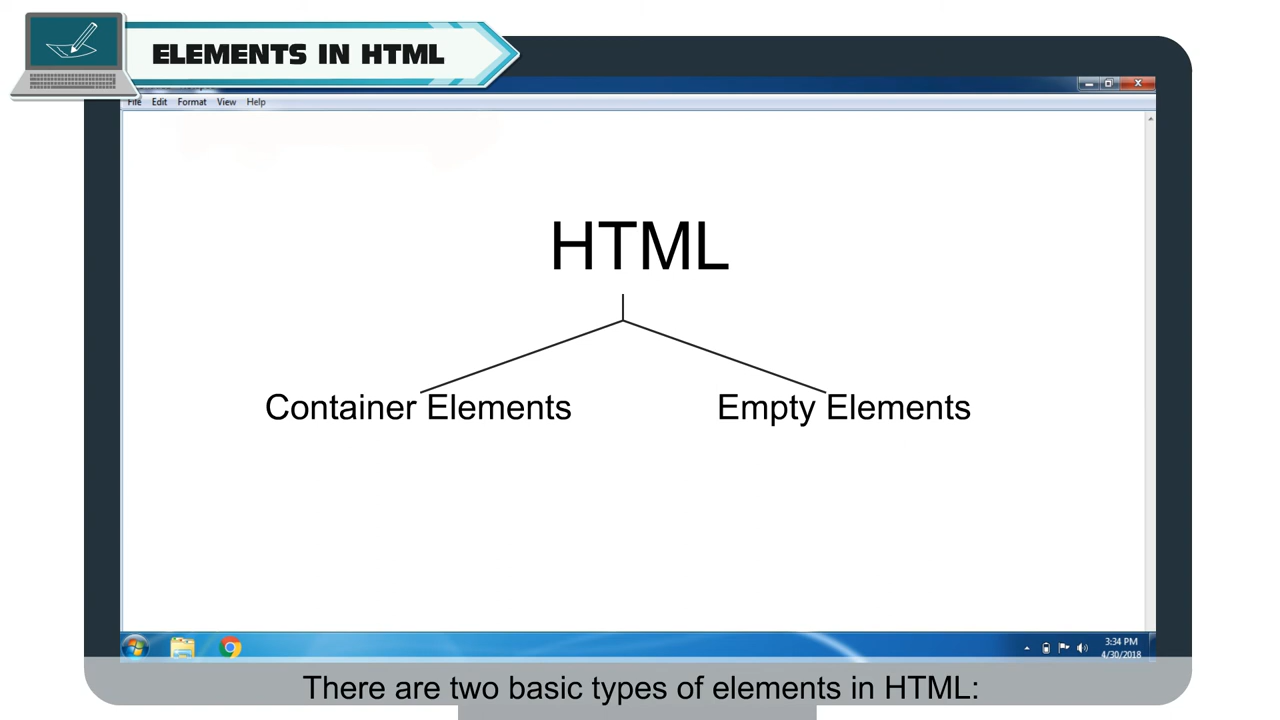 ELEMENTS IN HTML
File Edit Format View Help
HTML
Container Elements Empty Elements
3:34 PM
4/30/2018
There are two basic types of elements in HTML: